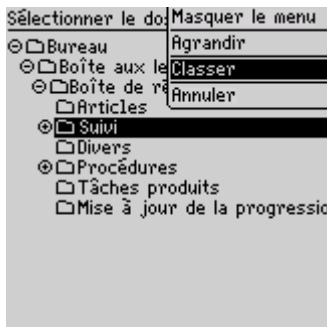 Sélectionner le do
Masquer le menu
Agrandir
Classer
Annuler
Bureau
Boîte aux le
Boîte de ré
Articles
Suivi
Divers
Procédures
Tâches produits
Mise à jour de la progressio